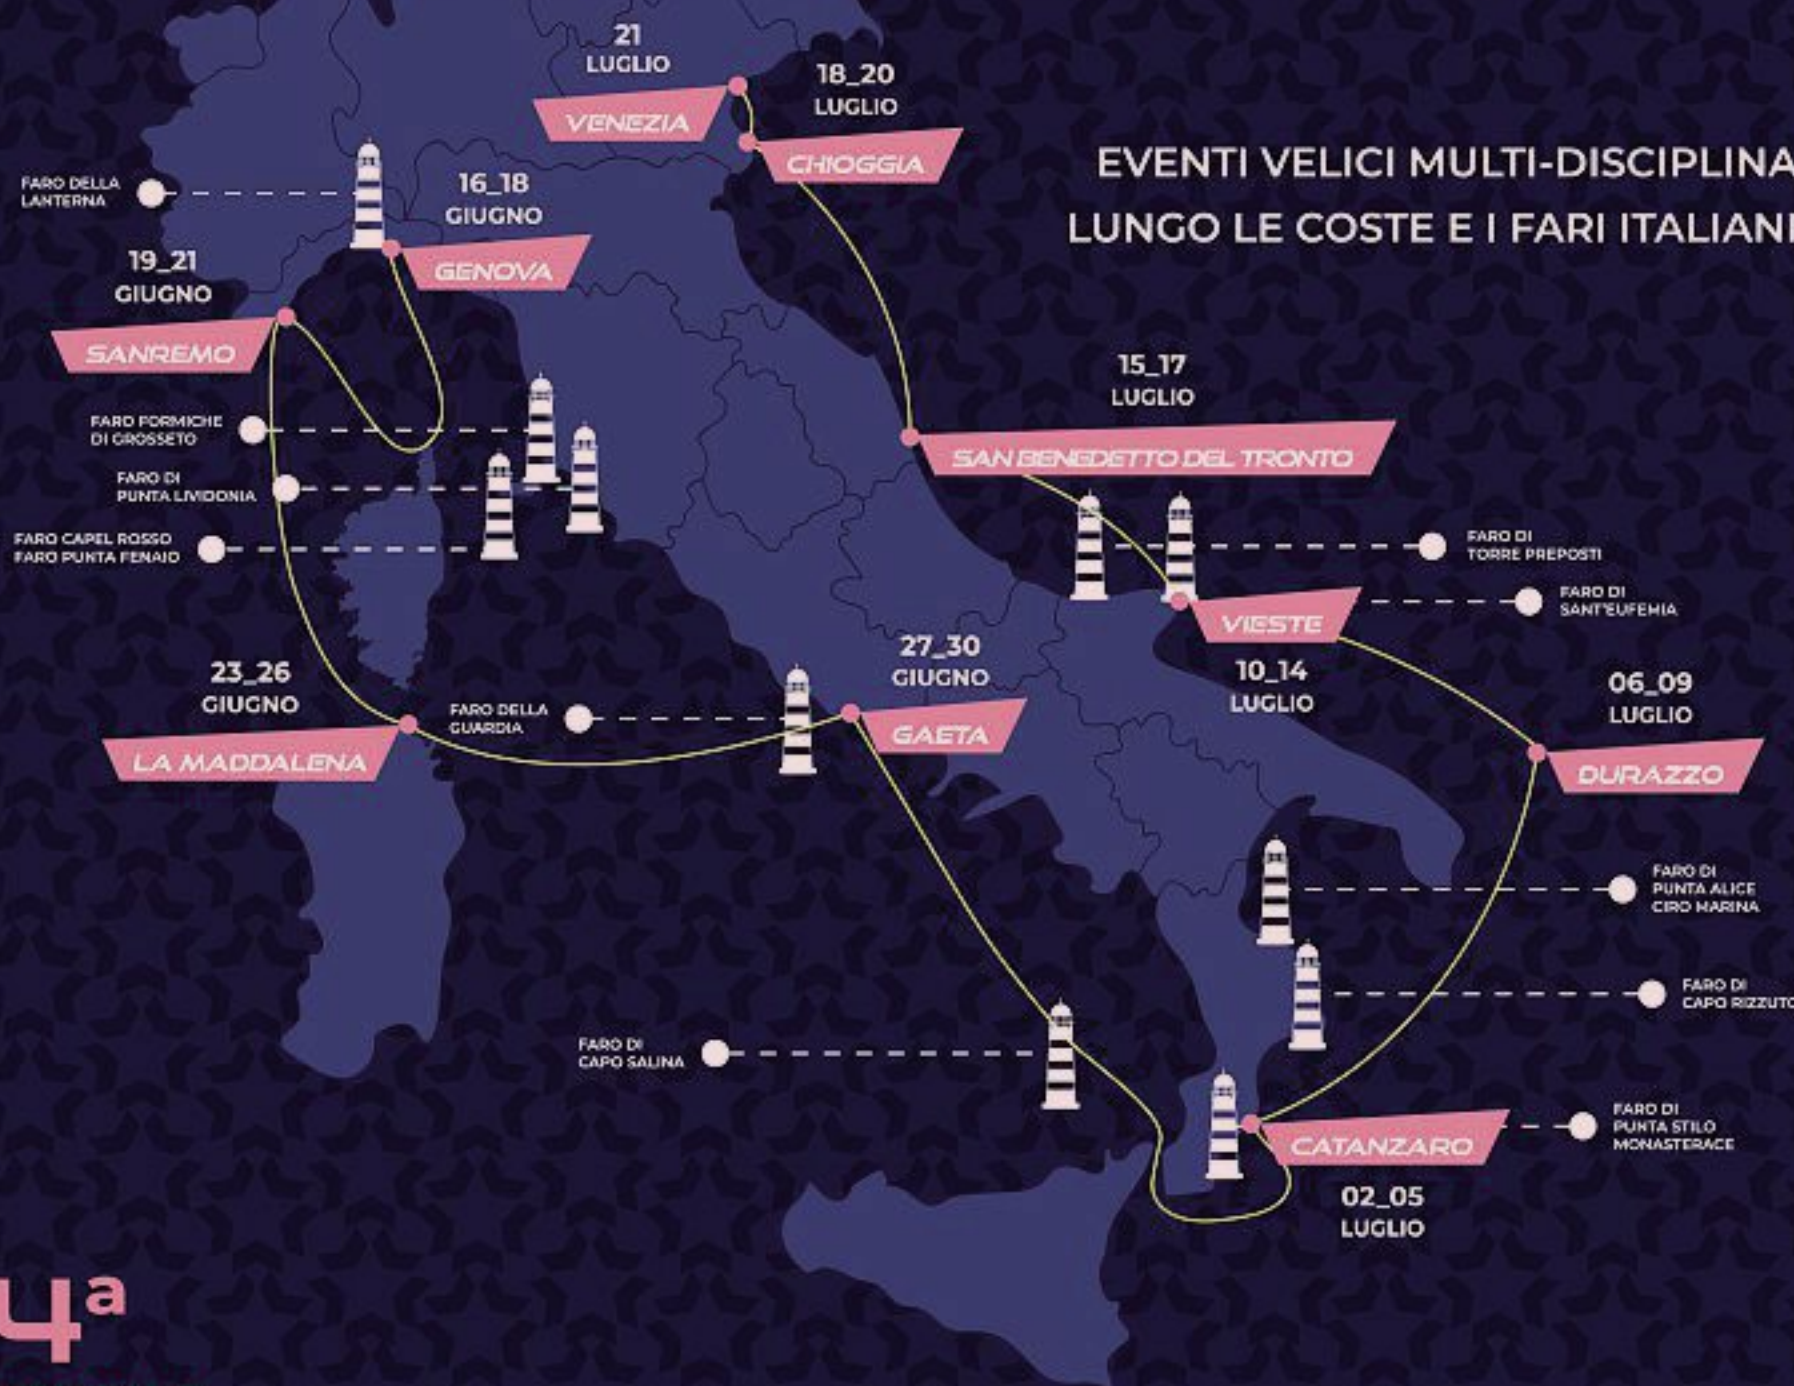 21
LUGLIO
VENEZIA
18_20
LUGLIO
CHIOGGIA
EVENTI VELICI MULTI-DISCIPLINA
LUNGO LE COSTE E I FARI ITALIANI
FARO DELLA
LANTERNA
16_18
GIUGNO
GENOVA
19_21
GIUGNO
SANREMO
15_17
LUGLIO
SAN BENEDETTO DEL TRONTO
FARO FORMICHE
DI GROSSETO
FARO DI
PUNTA LIVIDONIA
FARO CAPEL ROSSO
FARO PUNTA FENAIO
FARO DI
TORRE PREPOSTI
FARO DI
SANT'EUFEMIA
VIESTE
10_14
LUGLIO
27_30
GIUGNO
GAETA
23_26
GIUGNO
LA MADDALENA
FARO DELLA
GUARDIA
06_09
LUGLIO
DURAZZO
FARO DI
PUNTA ALICE
CIRO MARINA
FARO DI
CAPO RIZZUTO
FARO DI
CAPO SALINA
FARO DI
PUNTA STILO
MONASTERACE
CATANZARO
02_05
LUGLIO
4ª